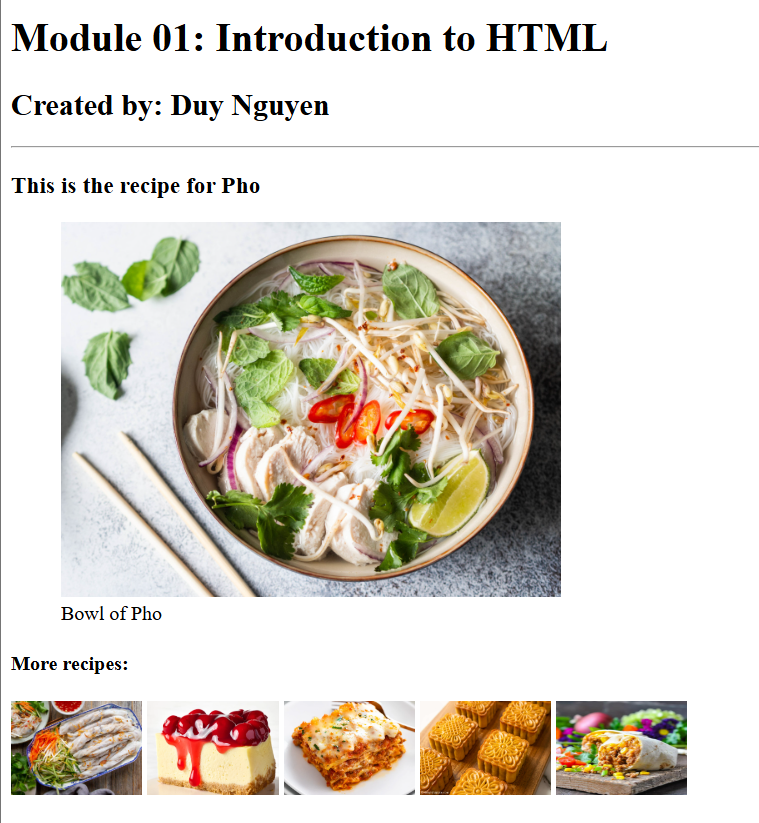 Module 01: Introduction to HTML
Created by: Duy Nguyen
This is the recipe for Pho
Bowl of Pho
More recipes: